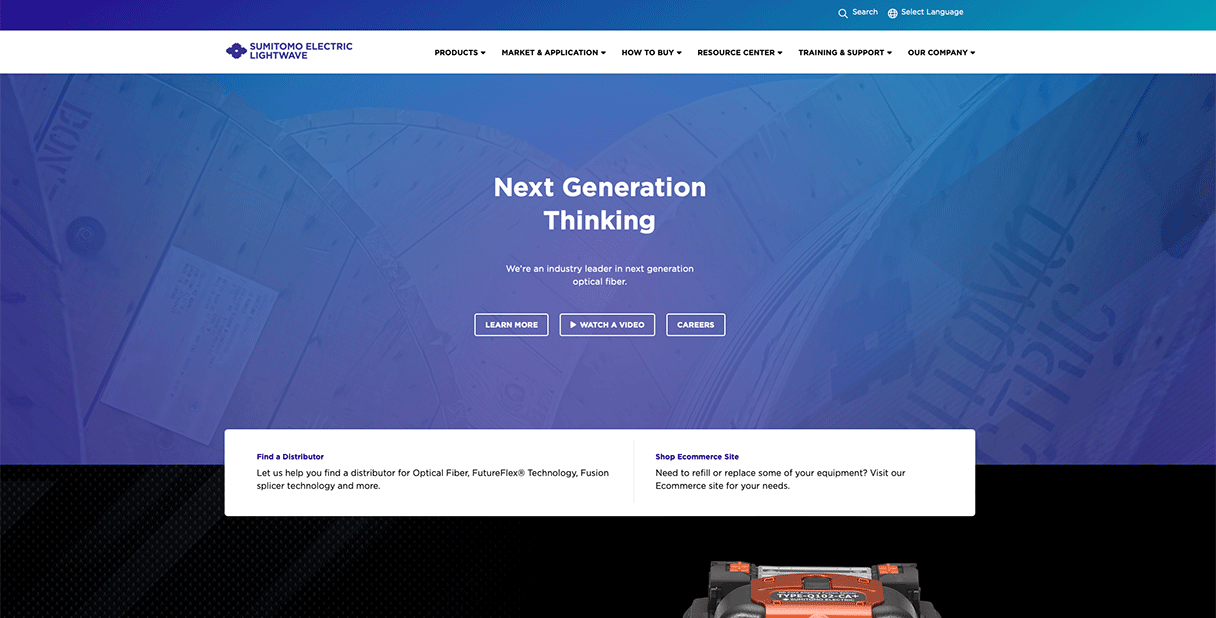 Search
Select Language
SUMITOMO ELECTRIC
LIGHTWAVE
PRODUCTS
MARKET & APPLICATION
HOW TO BUY
RESOURCE CENTER
TRAINING & SUPPORT
OUR COMPANY
Next Generation
Thinking
We're an industry leader in next generation
optical fiber.
LEARN MORE
WATCH A VIDEO
CAREERS
Find a Distributor
Let us help you find a distributor for Optical Fiber, FutureFlex® Technology, Fusion
splicer technology and more.
Shop Ecommerce Site
Need to refill or replace some of your equipment? Visit our
Ecommerce site for your needs.
TYPE-Q102-CA+
SUMITOMO ELECTRIC